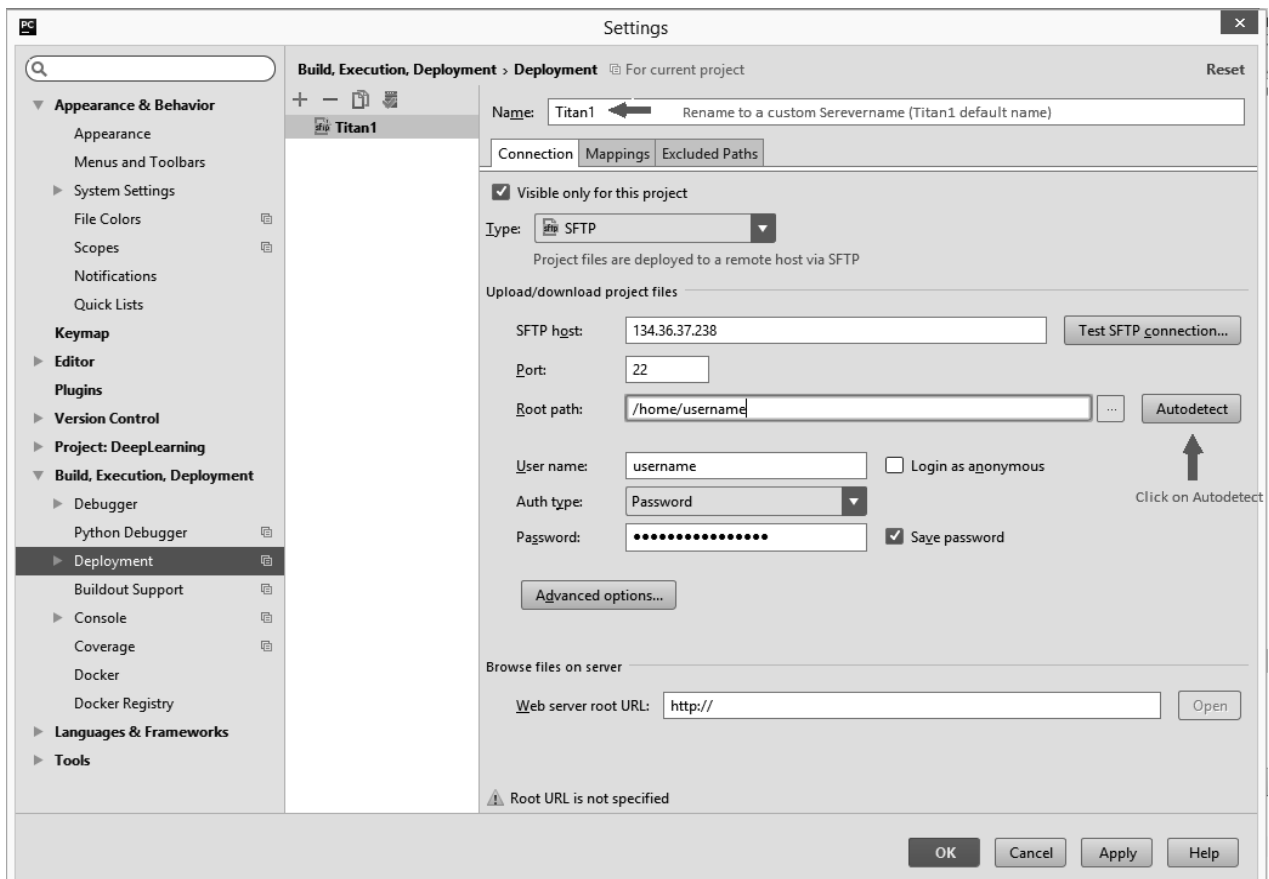 PC
Settings
Build, Execution, Deployment › Deployment For current project Reset
Appearance & Behavior
Appearance
Menus and Toolbars
System Settings
File Colors
Scopes
Notifications
Quick Lists
Keymap
Editor
Plugins
Version Control
Project: DeepLearning
Build, Execution, Deployment
Debugger
Python Debugger
Deployment
Buildout Support
Console
Coverage
Docker
Docker Registry
Languages & Frameworks
Tools
sftp Titan1
Name: Titan1 Rename to a custom Serevername (Titan1 default name)
Connection Mappings Excluded Paths
Visible only for this project
Type: sftp SFTP
Project files are deployed to a remote host via SFTP
Upload/download project files
SFTP host: 134.36.37.238 Test SFTP connection...
Port: 22
Root path: /home/username ... Autodetect
User name: username Login as anonymous
Click on Autodetect
Auth type: Password
Password: •••••••••••••••• Save password
Advanced options...
Browse files on server
Web server root URL: http:// Open
Root URL is not specified
OK Cancel Apply Help